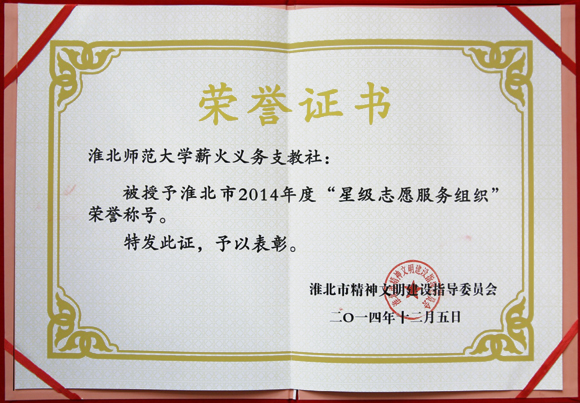 荣誉证书
淮北师范大学薪火义务支教社：
被授予淮北市2014年度“星级志愿服务组织”
荣誉称号。
特发此证，予以表彰。
淮北市精神文明建设指导委员会
二〇一四年十二月五日